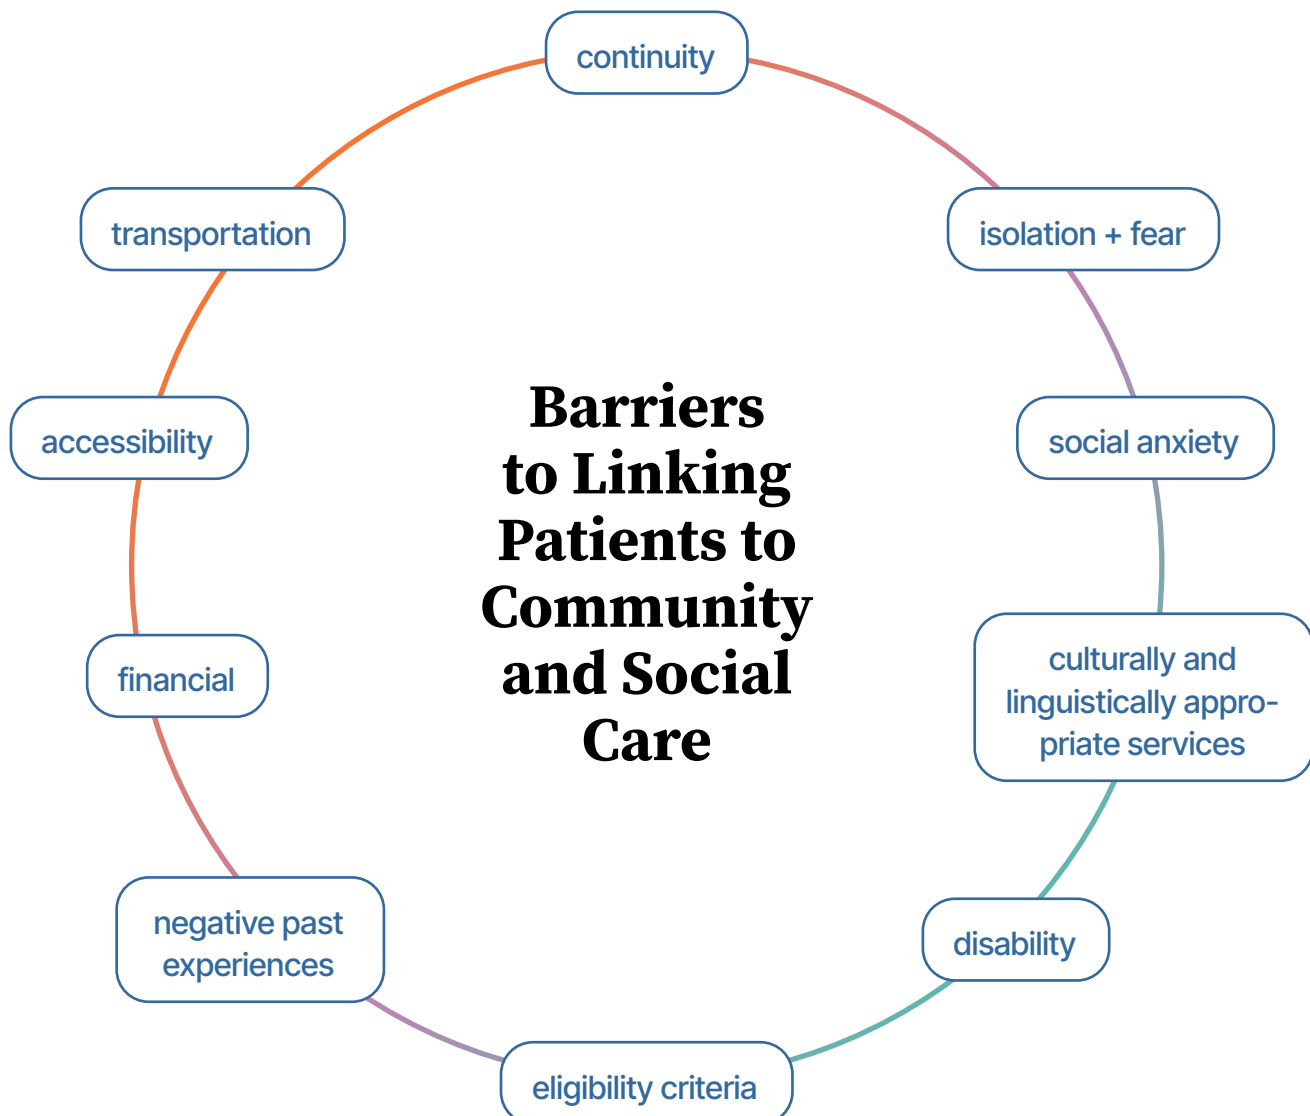 continuity
transportation
isolation + fear
accessibility
social anxiety
Barriers
to Linking
Patients to
Community
and Social
Care
financial
culturally and
linguistically appro-
priate services
negative past
experiences
disability
eligibility criteria